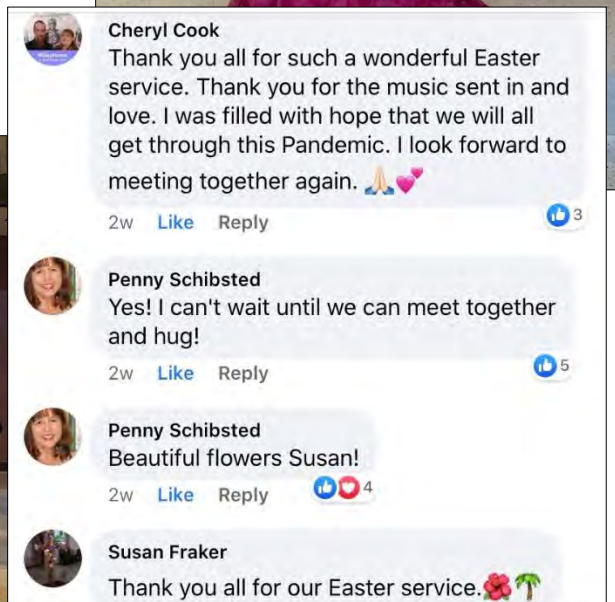 Cheryl Cook
Thank you all for such a wonderful Easter
service. Thank you for the music sent in and
love. I was filled with hope that we will all
get through this Pandemic. I look forward to
meeting together again. 🙏🏻💕
2w Like Reply 3
Penny Schibsted
Yes! I can't wait until we can meet together
and hug!
2w Like Reply 5
Penny Schibsted
Beautiful flowers Susan!
2w Like Reply 4
Susan Fraker
Thank you all for our Easter service.🌺🌴